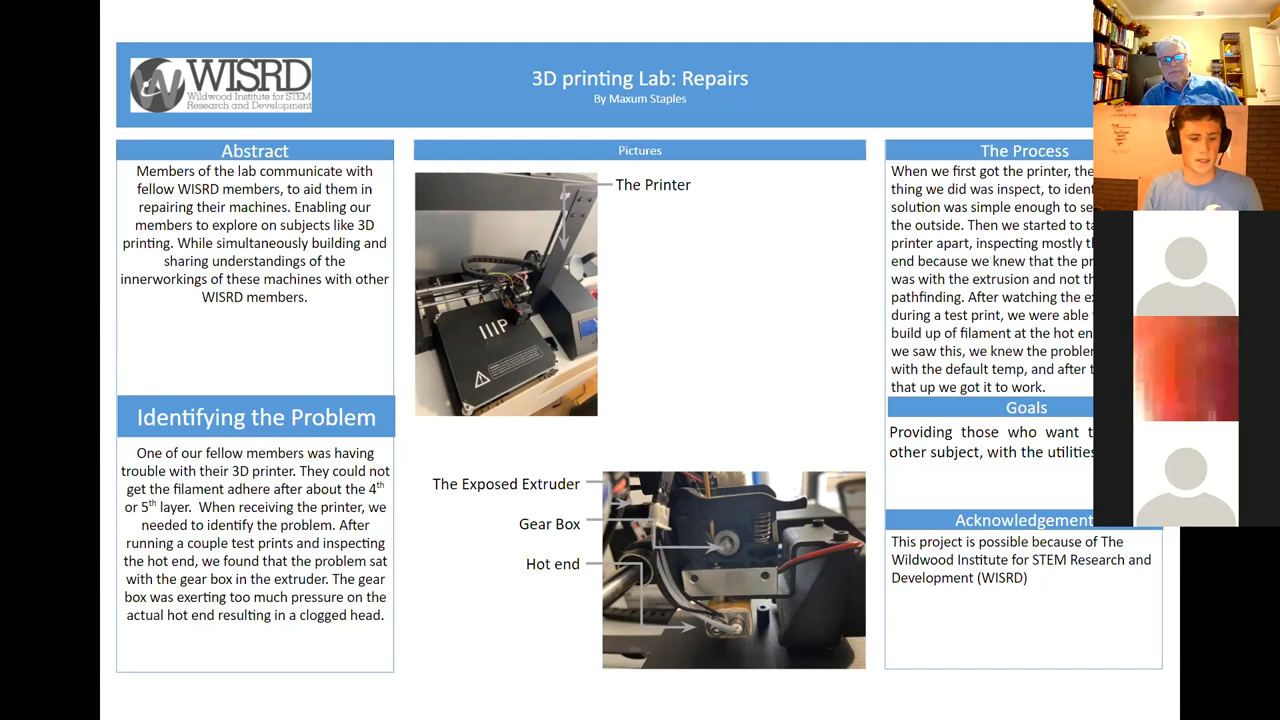 WISRD
Wildwood Institute for STEM
Research and Development
3D printing Lab: Repairs
By Maxum Staples
Abstract
Members of the lab communicate with
fellow WISRD members, to aid them in
repairing their machines. Enabling our
members to explore on subjects like 3D
printing. While simultaneously building and
sharing understandings of the
innerworkings of these machines with other
WISRD members.
Identifying the Problem
One of our fellow members was having
trouble with their 3D printer. They could not
get the filament adhere after about the 4th
or 5th layer. When receiving the printer, we
needed to identify the problem. After
running a couple test prints and inspecting
the hot end, we found that the problem sat
with the gear box in the extruder. The gear
box was exerting too much pressure on the
actual hot end resulting in a clogged head.
Pictures
The Printer
IIIP
The Exposed Extruder
Gear Box
Hot end
The Process
When we first got the printer, the
thing we did was inspect, to
solution was simple enough to
the outside. Then we started to
printer apart, inspecting mostly
end because we knew that the
was with the extrusion and not
pathfinding. After watching the
during a test print, we were able
build up of filament at the hot
we saw this, we knew the
with the default temp, and after
that up we got it to work.
Goals
Providing those who want
other subject, with the utilities
Acknowledgement
This project is possible because of The
Wildwood Institute for STEM Research and
Development (WISRD)